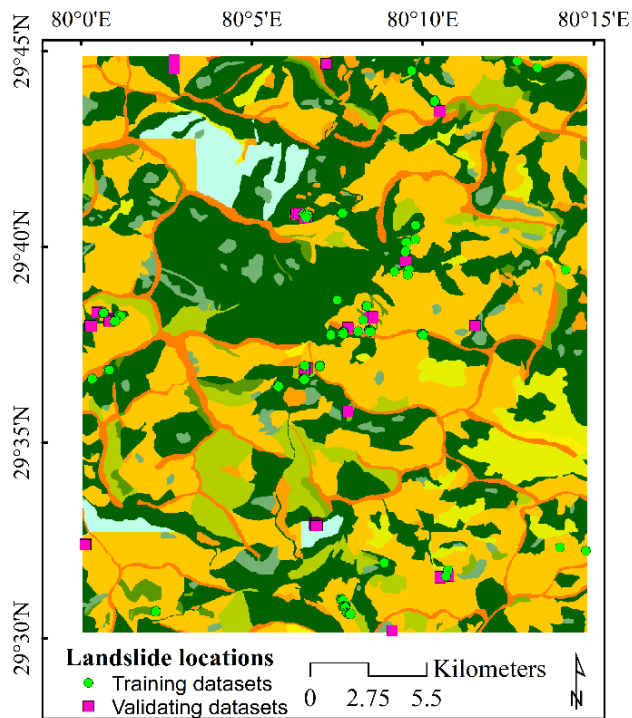 80°0'E 80°5'E 80°10'E 80°15'E
29°45'N
29°40'N
29°35'N
29°30'N
Landslide locations
Training datasets
Validating datasets
Kilometers
0 2.75 5.5
N